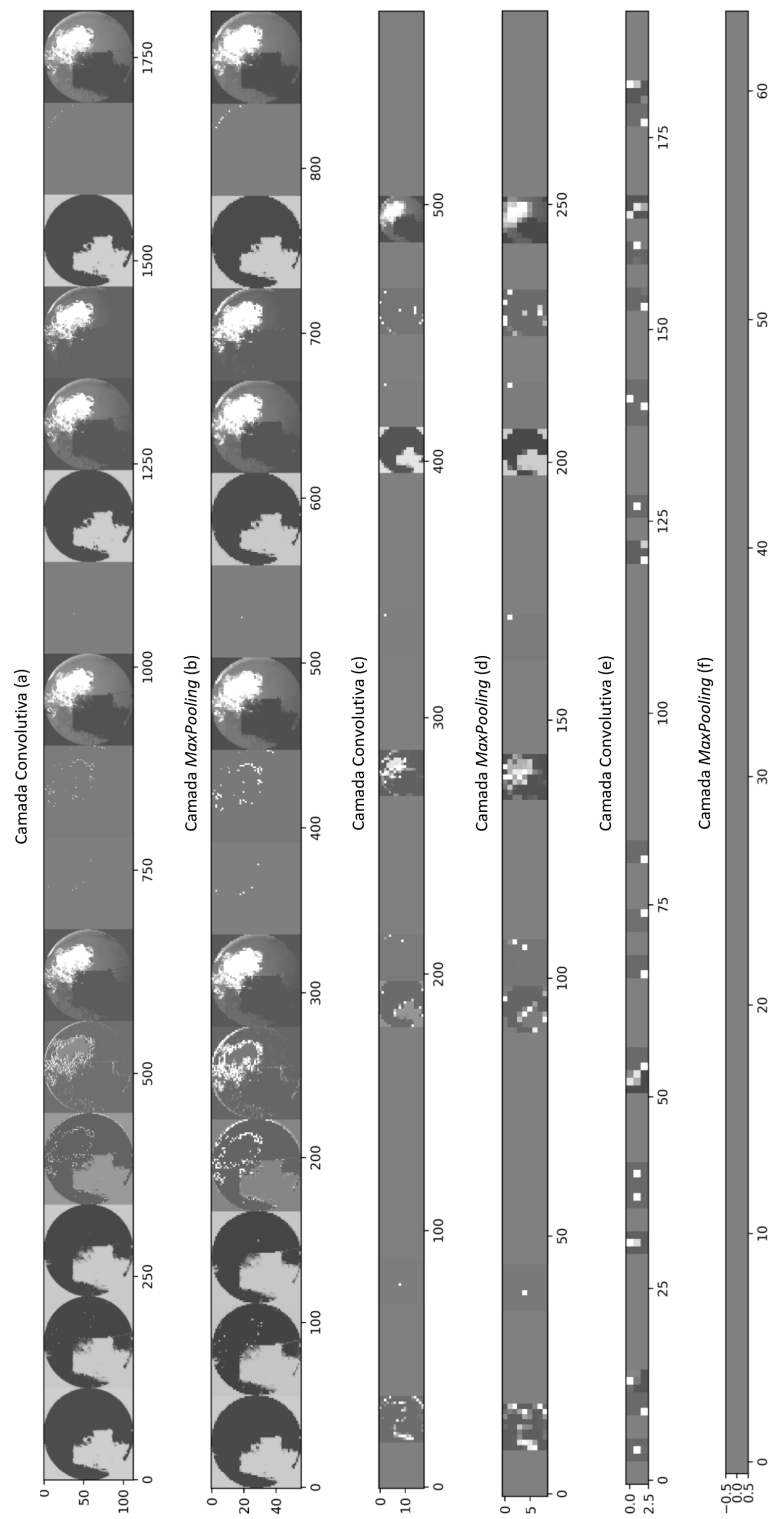 Camada Convolutiva (a)
0
50
100
0 250 500 750 1000 1250 1500 1750
Camada MaxPooling (b)
0
20
40
0 100 200 300 400 500 600 700 800
Camada Convolutiva (c)
0
10
0 100 200 300 400 500
Camada MaxPooling (d)
0
5
0 50 100 150 200 250
Camada Convolutiva (e)
0.0
2.5
0 25 50 75 100 125 150 175
Camada MaxPooling (f)
−0.5
0.0
0.5
0 10 20 30 40 50 60